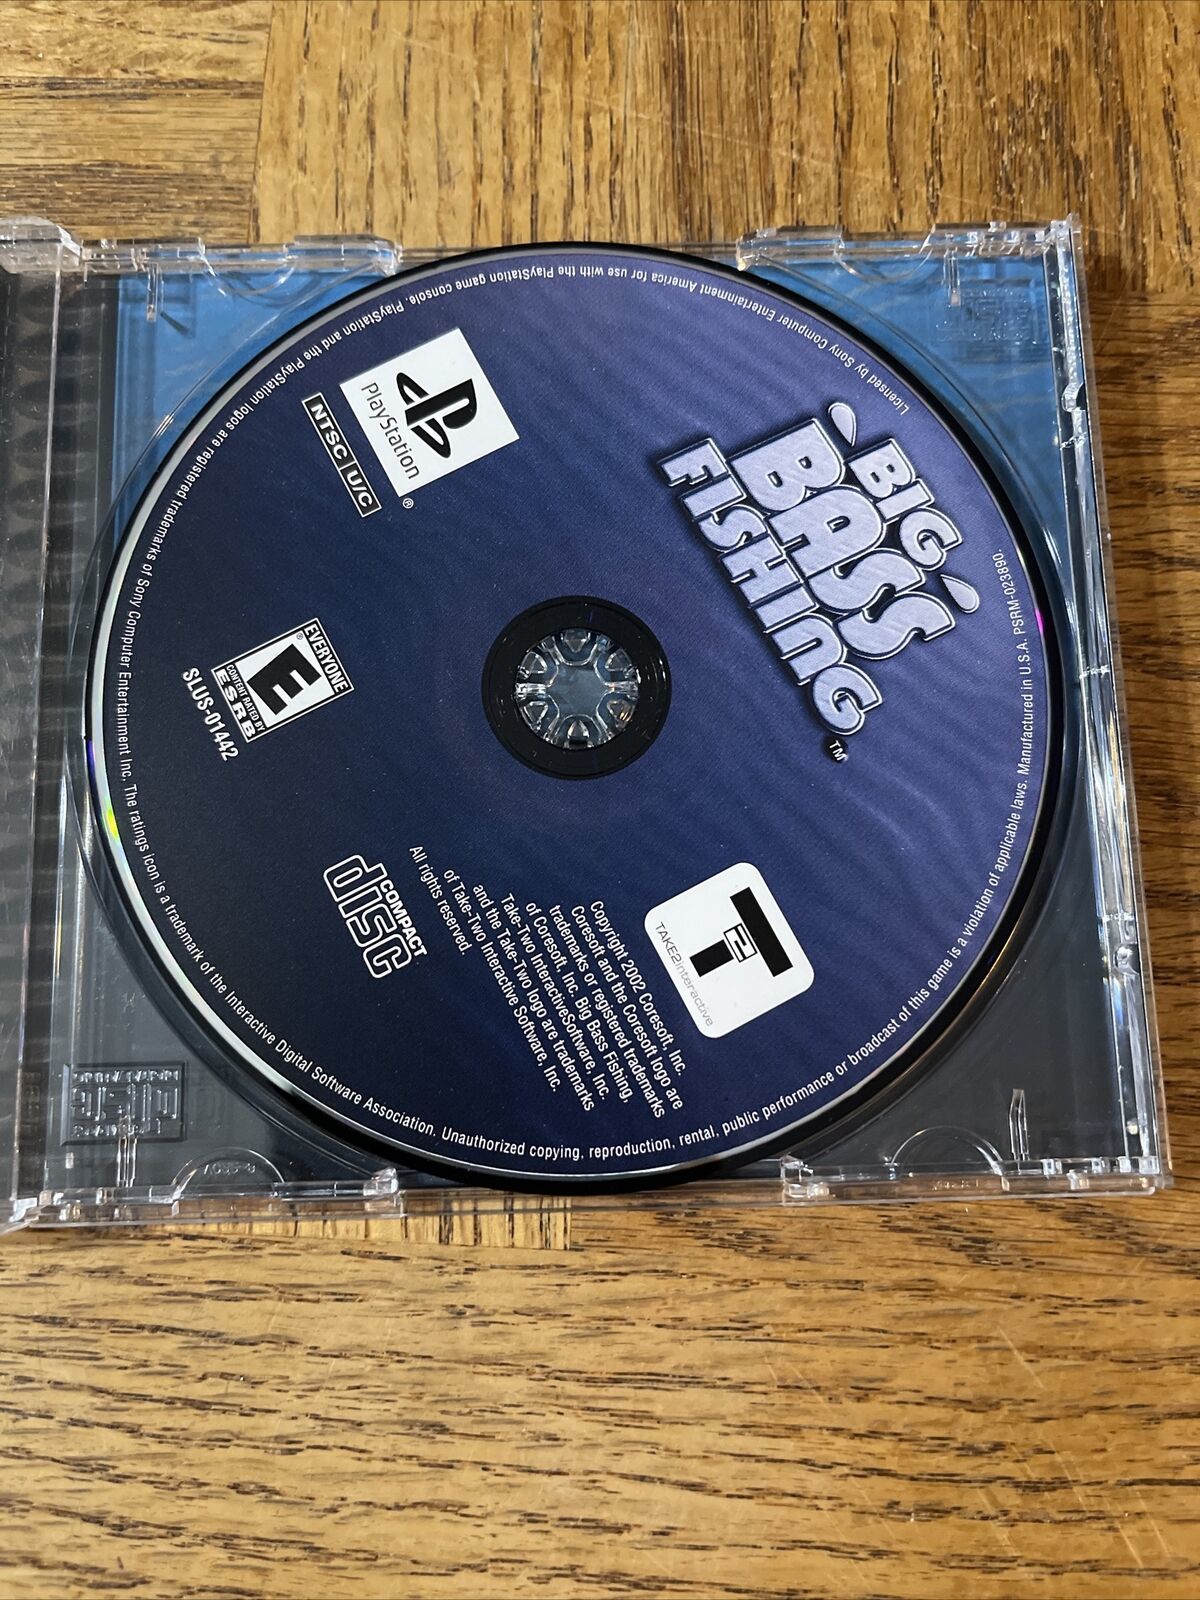 BIG
BASS
FISHING™
PlayStation®
NTSC U/C
EVERYONE
E®
CONTENT RATED BY
ESRB
SLUS-01442
COMPACT
disc
T2
TAKE2interactive
Copyright 2002 Coresoft, Inc.
Coresoft and the Coresoft logo are
trademarks or registered trademarks
of Coresoft, Inc. Big Bass Fishing,
Take-Two InteractiveSoftware, Inc.
and the Take-Two logo are trademarks
of Take-Two Interactive Software, Inc.
All rights reserved.
Licensed by Sony Computer Entertainment America for use with the PlayStation game console. PlayStation and the PlayStation logos are registered trademarks of Sony Computer Entertainment Inc. The ratings icon is a trademark of the Interactive Digital Software Association. Unauthorized copying, reproduction, rental, public performance or broadcast of this game is a violation of applicable laws. Manufactured in U.S.A. PSRM-023890.
disc